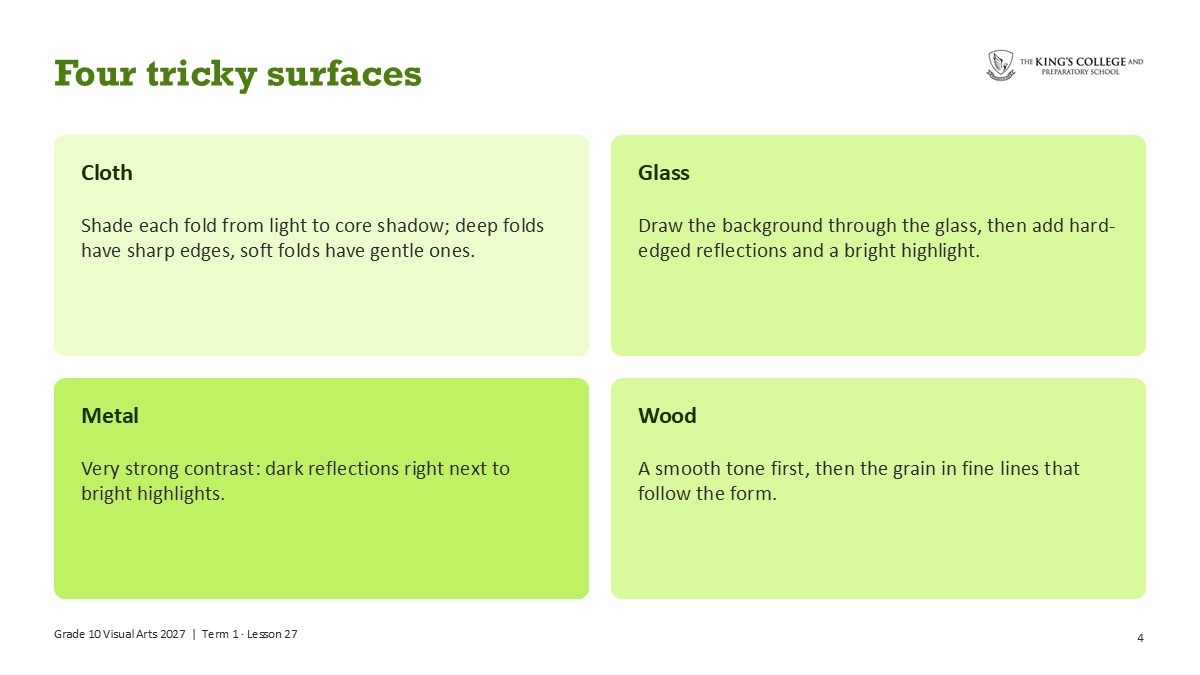 Four tricky surfaces
THE KING'S COLLEGE AND
PREPARATORY SCHOOL
Cloth
Shade each fold from light to core shadow; deep folds
have sharp edges, soft folds have gentle ones.
Glass
Draw the background through the glass, then add hard-
edged reflections and a bright highlight.
Metal
Very strong contrast: dark reflections right next to
bright highlights.
Wood
A smooth tone first, then the grain in fine lines that
follow the form.
Grade 10 Visual Arts 2027 | Term 1 · Lesson 27
4